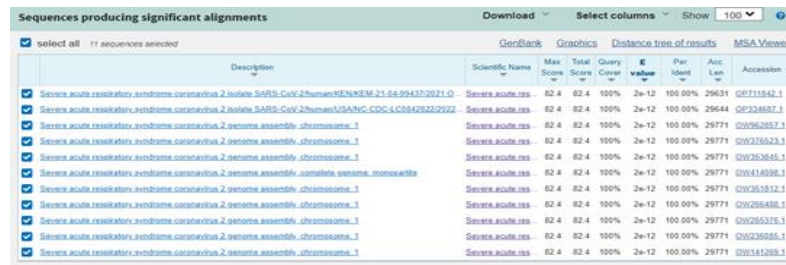 Sequences producing significant alignments Download Select columns Show 100
select all 11 sequences selected GenBank Graphics Distance tree of results MSA Viewe
Description Scientific Name Max Score Total Score Query Cover E value Per Ident Acc Len Accession
Severe acute respiratory syndrome coronavirus 2 isolate SARS-CoV-2/human/KEN/KEM-21-04-99437/2021 O... Severe acute res... 82.4 82.4 100% 2e-12 100.00% 29631 OP711842.1
Severe acute respiratory syndrome coronavirus 2 isolate SARS-CoV-2/human/USA/NC-CDC-LC0842822/2022... Severe acute res... 82.4 82.4 100% 2e-12 100.00% 29644 OP334687.1
Severe acute respiratory syndrome coronavirus 2 genome assembly, chromosome: 1 Severe acute res... 82.4 82.4 100% 2e-12 100.00% 29771 OW962857.1
Severe acute respiratory syndrome coronavirus 2 genome assembly, chromosome: 1 Severe acute res... 82.4 82.4 100% 2e-12 100.00% 29771 OW376523.1
Severe acute respiratory syndrome coronavirus 2 genome assembly, chromosome: 1 Severe acute res... 82.4 82.4 100% 2e-12 100.00% 29771 OW353845.1
Severe acute respiratory syndrome coronavirus 2 genome assembly, complete genome: monopartite Severe acute res... 82.4 82.4 100% 2e-12 100.00% 29771 OW414598.1
Severe acute respiratory syndrome coronavirus 2 genome assembly, chromosome: 1 Severe acute res... 82.4 82.4 100% 2e-12 100.00% 29771 OW351812.1
Severe acute respiratory syndrome coronavirus 2 genome assembly, chromosome: 1 Severe acute res... 82.4 82.4 100% 2e-12 100.00% 29771 OW266488.1
Severe acute respiratory syndrome coronavirus 2 genome assembly, chromosome: 1 Severe acute res... 82.4 82.4 100% 2e-12 100.00% 29771 OW265376.1
Severe acute respiratory syndrome coronavirus 2 genome assembly, chromosome: 1 Severe acute res... 82.4 82.4 100% 2e-12 100.00% 29771 OW236085.1
Severe acute respiratory syndrome coronavirus 2 genome assembly, chromosome: 1 Severe acute res... 82.4 82.4 100% 2e-12 100.00% 29771 OW141265.1